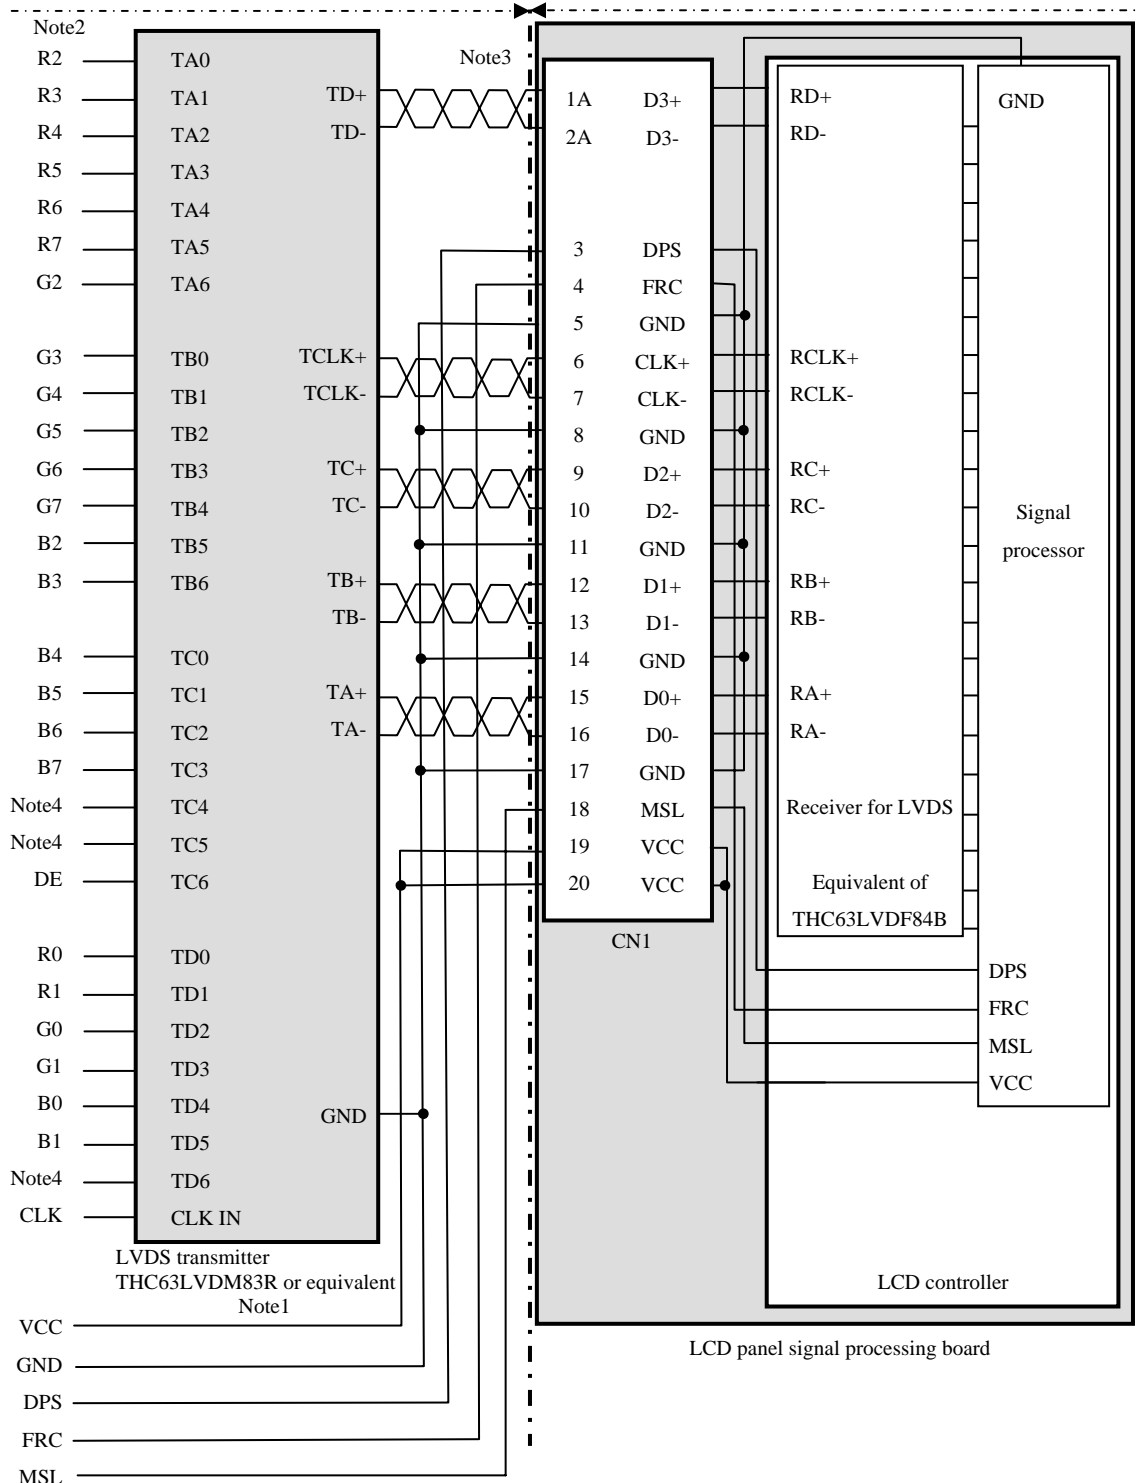 Note2
R2 TA0
R3 TA1
R4 TA2
R5 TA3
R6 TA4
R7 TA5
G2 TA6
G3 TB0
G4 TB1
G5 TB2
G6 TB3
G7 TB4
B2 TB5
B3 TB6
B4 TC0
B5 TC1
B6 TC2
B7 TC3
Note4 TC4
Note4 TC5
DE TC6
R0 TD0
R1 TD1
G0 TD2
G1 TD3
B0 TD4
B1 TD5
Note4 TD6
CLK CLK IN
TD+
TD-
TCLK+
TCLK-
TC+
TC-
TB+
TB-
TA+
TA-
GND
LVDS transmitter
THC63LVDM83R or equivalent
Note1
VCC
GND
DPS
FRC
MSL
Note3
1A D3+
2A D3-
3 DPS
4 FRC
5 GND
6 CLK+
7 CLK-
8 GND
9 D2+
10 D2-
11 GND
12 D1+
13 D1-
14 GND
15 D0+
16 D0-
17 GND
18 MSL
19 VCC
20 VCC
CN1
RD+
RD-
RCLK+
RCLK-
RC+
RC-
RB+
RB-
RA+
RA-
Receiver for LVDS
Equivalent of
THC63LVDF84B
GND
Signal
processor
DPS
FRC
MSL
VCC
LCD controller
LCD panel signal processing board